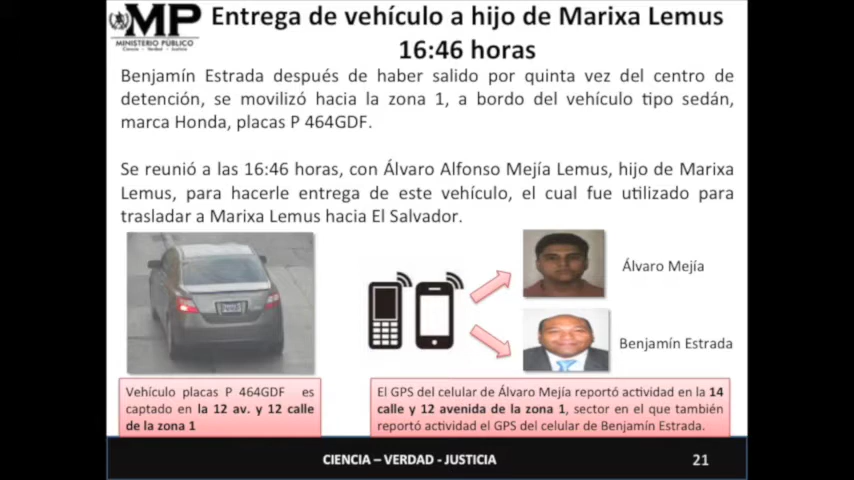 MP
MINISTERIO PÚBLICO
Ciencia - Verdad - Justicia
Entrega de vehículo a hijo de Marixa Lemus
16:46 horas
Benjamín Estrada después de haber salido por quinta vez del centro de
detención, se movilizó hacia la zona 1, a bordo del vehículo tipo sedán,
marca Honda, placas P 464GDF.
Se reunió a las 16:46 horas, con Álvaro Alfonso Mejía Lemus, hijo de Marixa
Lemus, para hacerle entrega de este vehículo, el cual fue utilizado para
trasladar a Marixa Lemus hacia El Salvador.
Álvaro Mejía
Benjamín Estrada
Vehículo placas P 464GDF es
captado en la 12 av. y 12 calle
de la zona 1
El GPS del celular de Álvaro Mejía reportó actividad en la 14
calle y 12 avenida de la zona 1, sector en el que también
reportó actividad el GPS del celular de Benjamín Estrada.
CIENCIA – VERDAD - JUSTICIA
21